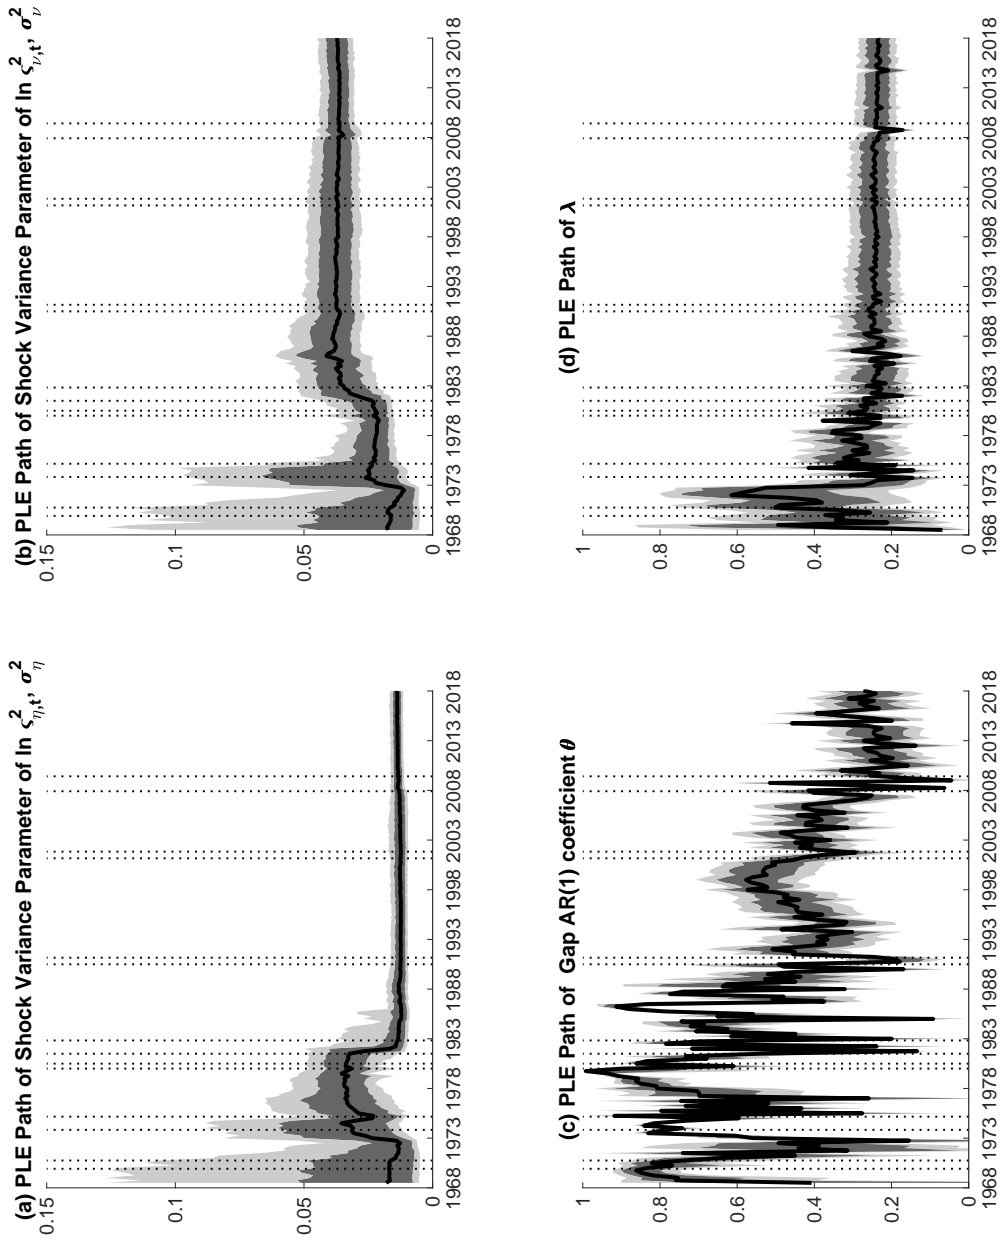 (a) PLE Path of Shock Variance Parameter of ln ς²η,t, σ²η
0.15
0.1
0.05
0
1968 1973 1978 1983 1988 1993 1998 2003 2008 2013 2018
(b) PLE Path of Shock Variance Parameter of ln ς²ν,t, σ²ν
0.15
0.1
0.05
0
1968 1973 1978 1983 1988 1993 1998 2003 2008 2013 2018
(c) PLE Path of Gap AR(1) coefficient θ
1
0.8
0.6
0.4
0.2
0
1968 1973 1978 1983 1988 1993 1998 2003 2008 2013 2018
(d) PLE Path of λ
1
0.8
0.6
0.4
0.2
0
1968 1973 1978 1983 1988 1993 1998 2003 2008 2013 2018